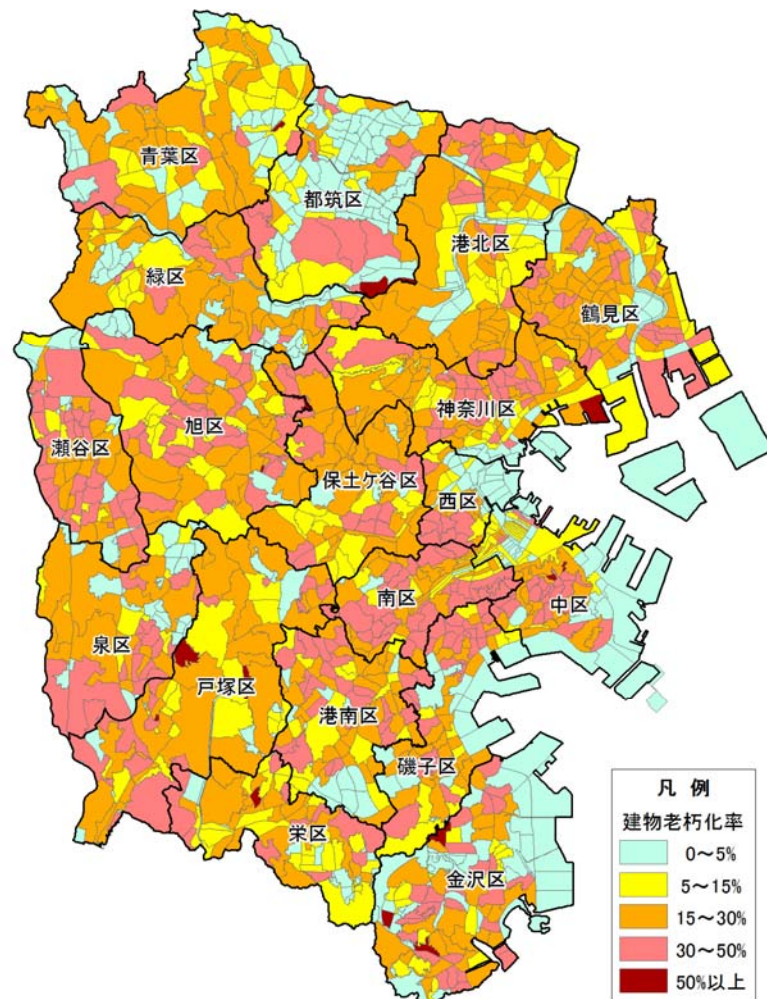 青葉区
都筑区
港北区
緑区
鶴見区
神奈川区
旭区
瀬谷区
保土ケ谷区
西区
南区
中区
泉区
戸塚区
港南区
磯子区
栄区
金沢区
凡 例
建物老朽化率
0～5%
5～15%
15～30%
30～50%
50%以上